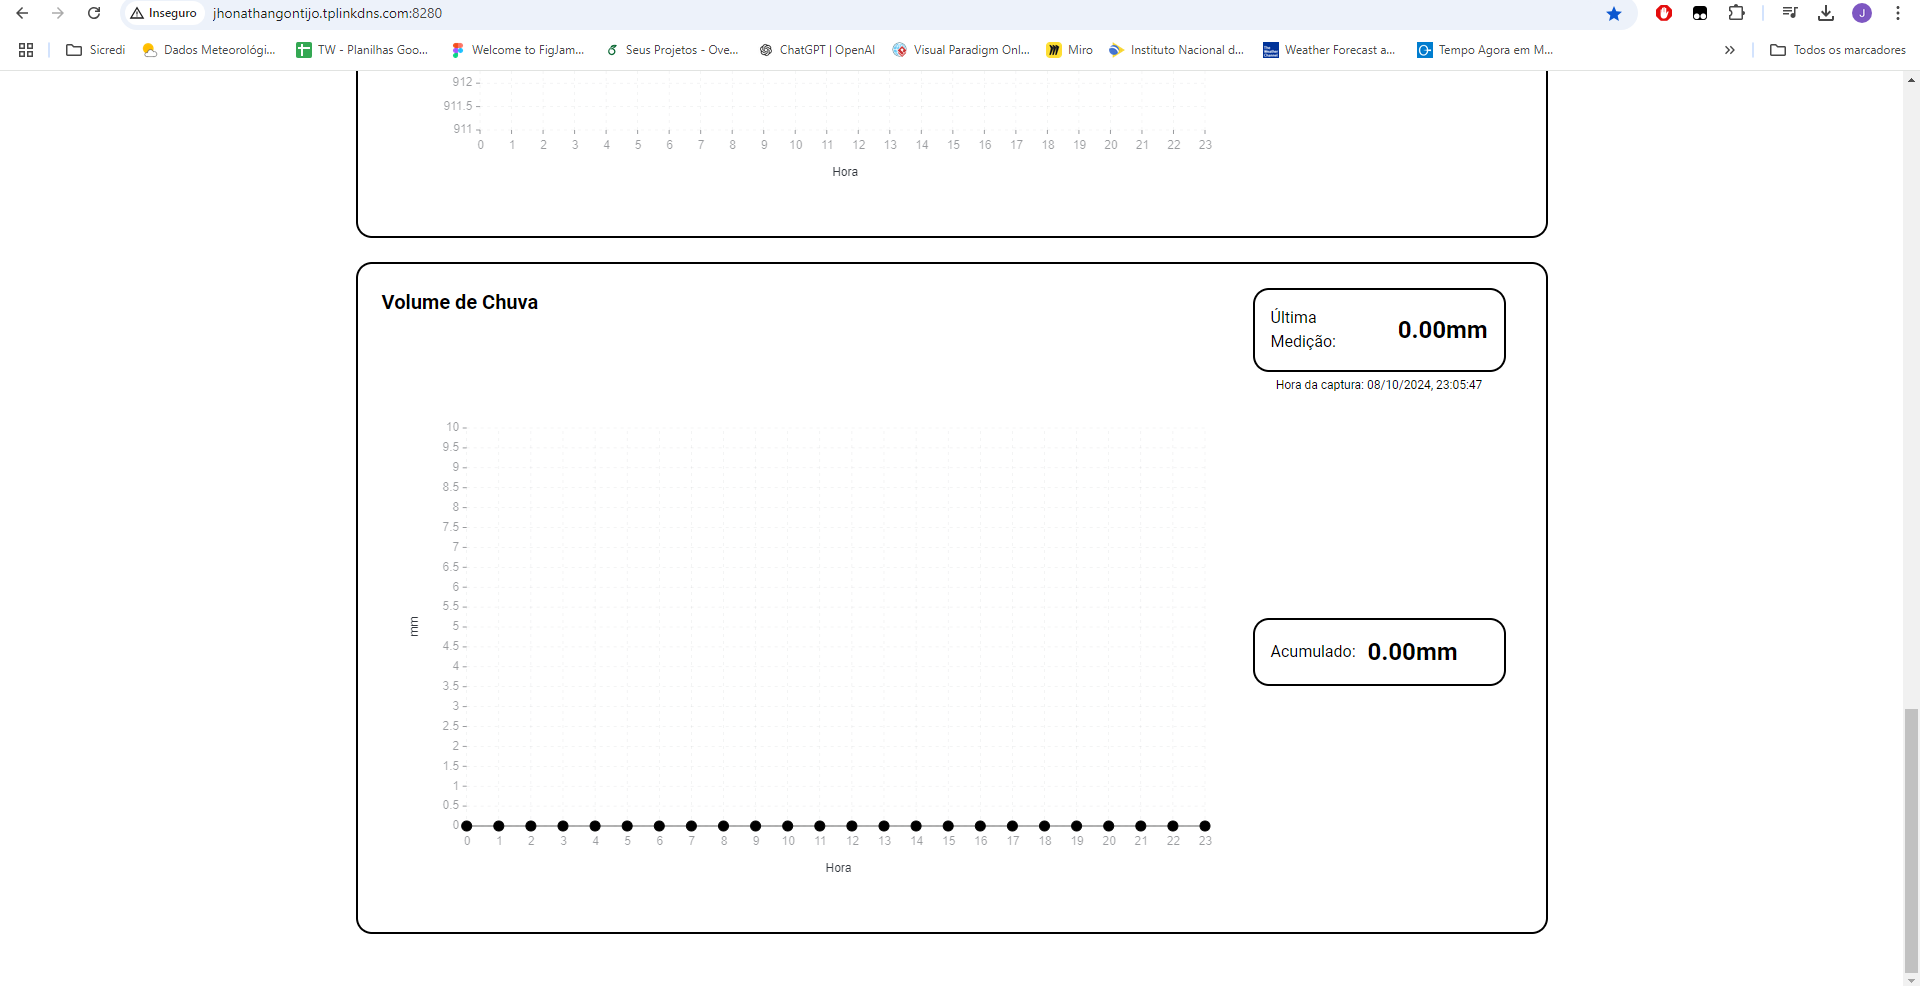 Inseguro jhonathangontijo.tplinkdns.com:8280 J
Sicredi Dados Meteorológi... TW - Planilhas Goo... Welcome to FigJam... Seus Projetos - Ove... ChatGPT | OpenAI Visual Paradigm Onl... Miro Instituto Nacional d... Weather Forecast a... Tempo Agora em M... Todos os marcadores
912
911.5
911
0 1 2 3 4 5 6 7 8 9 10 11 12 13 14 15 16 17 18 19 20 21 22 23
Hora
Volume de Chuva
Última
Medição:
0.00mm
Hora da captura: 08/10/2024, 23:05:47
10
9.5
9
8.5
8
7.5
7
6.5
6
5.5
5
4.5
4
3.5
3
2.5
2
1.5
1
0.5
0
mm
0 1 2 3 4 5 6 7 8 9 10 11 12 13 14 15 16 17 18 19 20 21 22 23
Hora
Acumulado: 0.00mm